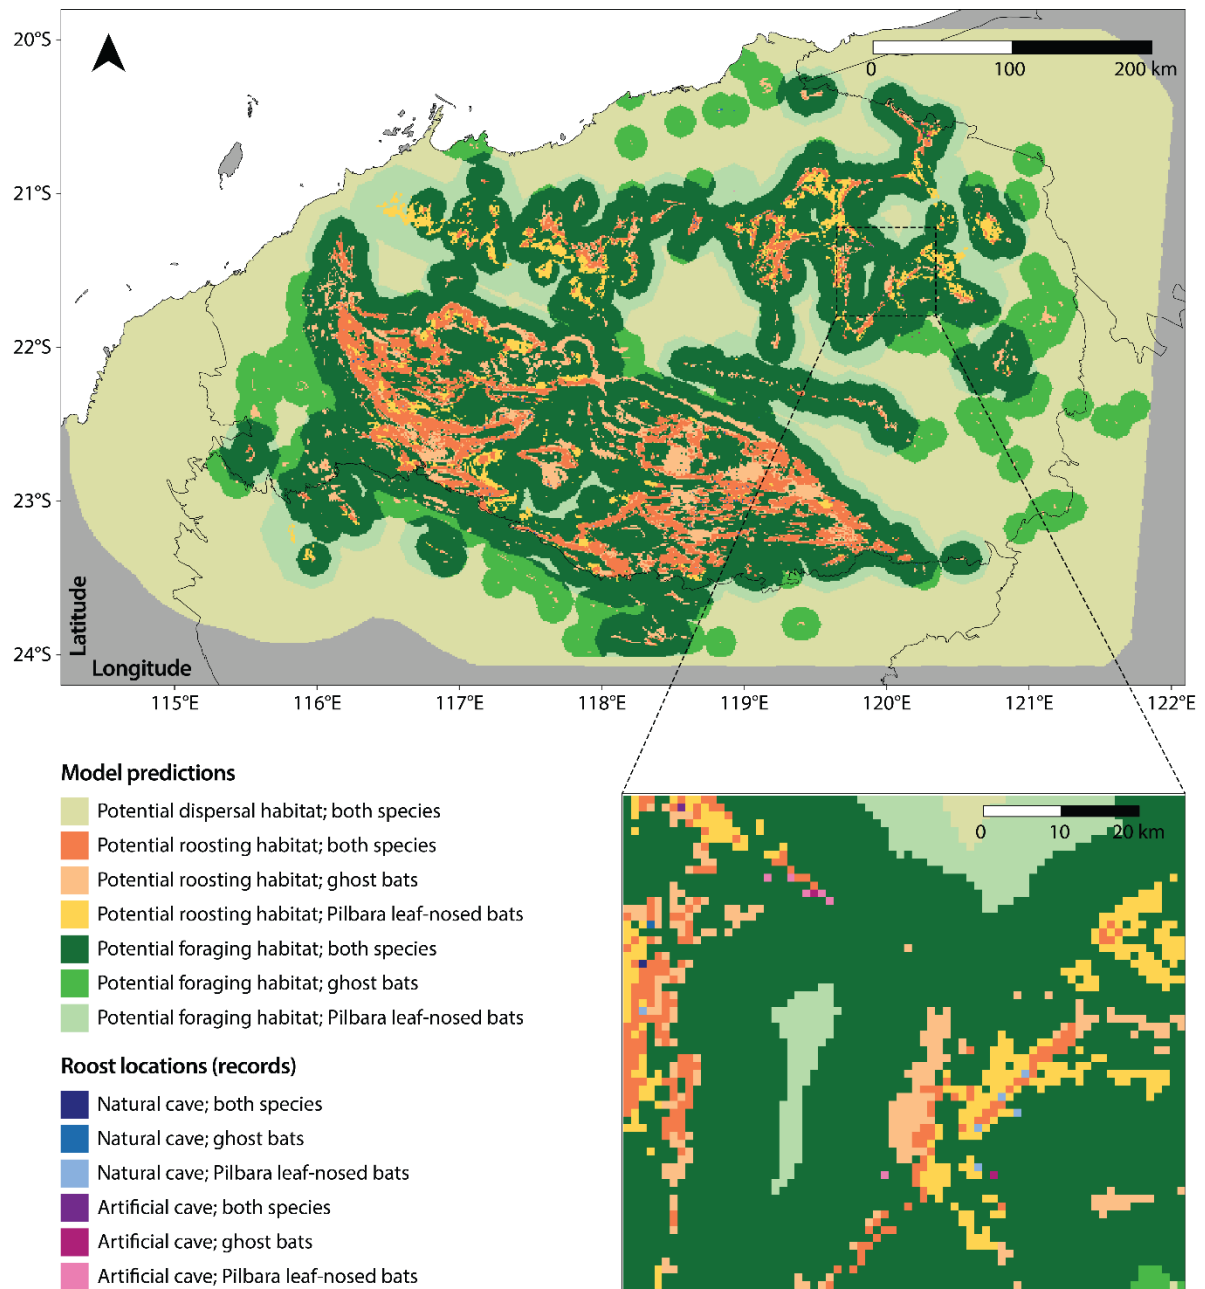 20°S
21°S
22°S
23°S
24°S
0 100 200 km
Latitude
Longitude
115°E 116°E 117°E 118°E 119°E 120°E 121°E 122°E
Model predictions
Potential dispersal habitat; both species
Potential roosting habitat; both species
Potential roosting habitat; ghost bats
Potential roosting habitat; Pilbara leaf-nosed bats
Potential foraging habitat; both species
Potential foraging habitat; ghost bats
Potential foraging habitat; Pilbara leaf-nosed bats
Roost locations (records)
Natural cave; both species
Natural cave; ghost bats
Natural cave; Pilbara leaf-nosed bats
Artificial cave; both species
Artificial cave; ghost bats
Artificial cave; Pilbara leaf-nosed bats
0 10 20 km